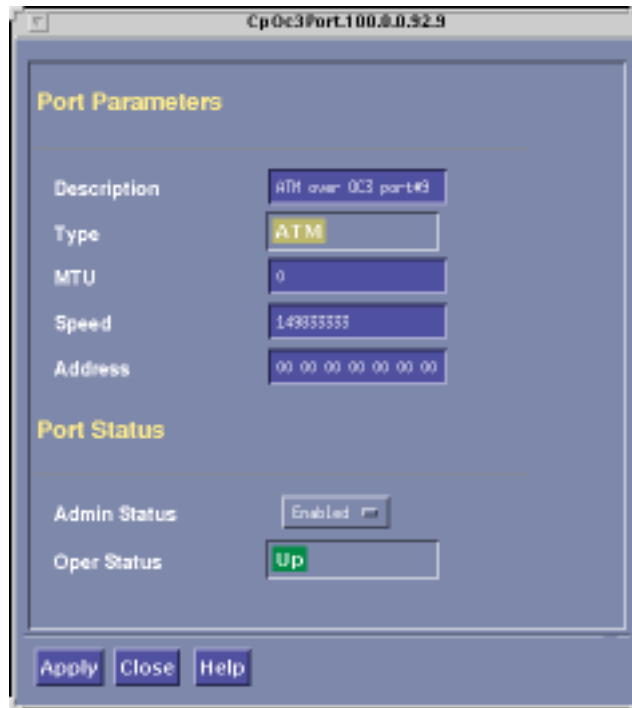 CpOc3Port.100.0.0.92.9
Port Parameters
Description ATM over OC3 port#9
Type ATM
MTU 0
Speed
Address 00 00 00 00 00 00 00
Port Status
Admin Status Enabled
Oper Status Up
Apply Close Help